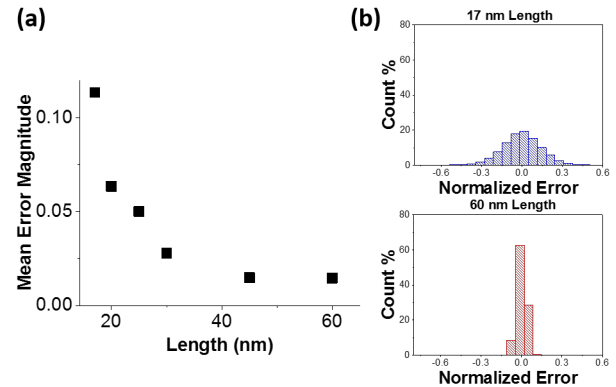 (a)
(b)
Mean Error Magnitude
0.10
0.05
0.00
20
40
60
Length (nm)
17 nm Length
Count %
80
60
40
20
0
-0.6
-0.3
0.0
0.3
0.6
Normalized Error
60 nm Length
Count %
80
60
40
20
0
-0.6
-0.3
0.0
0.3
0.6
Normalized Error